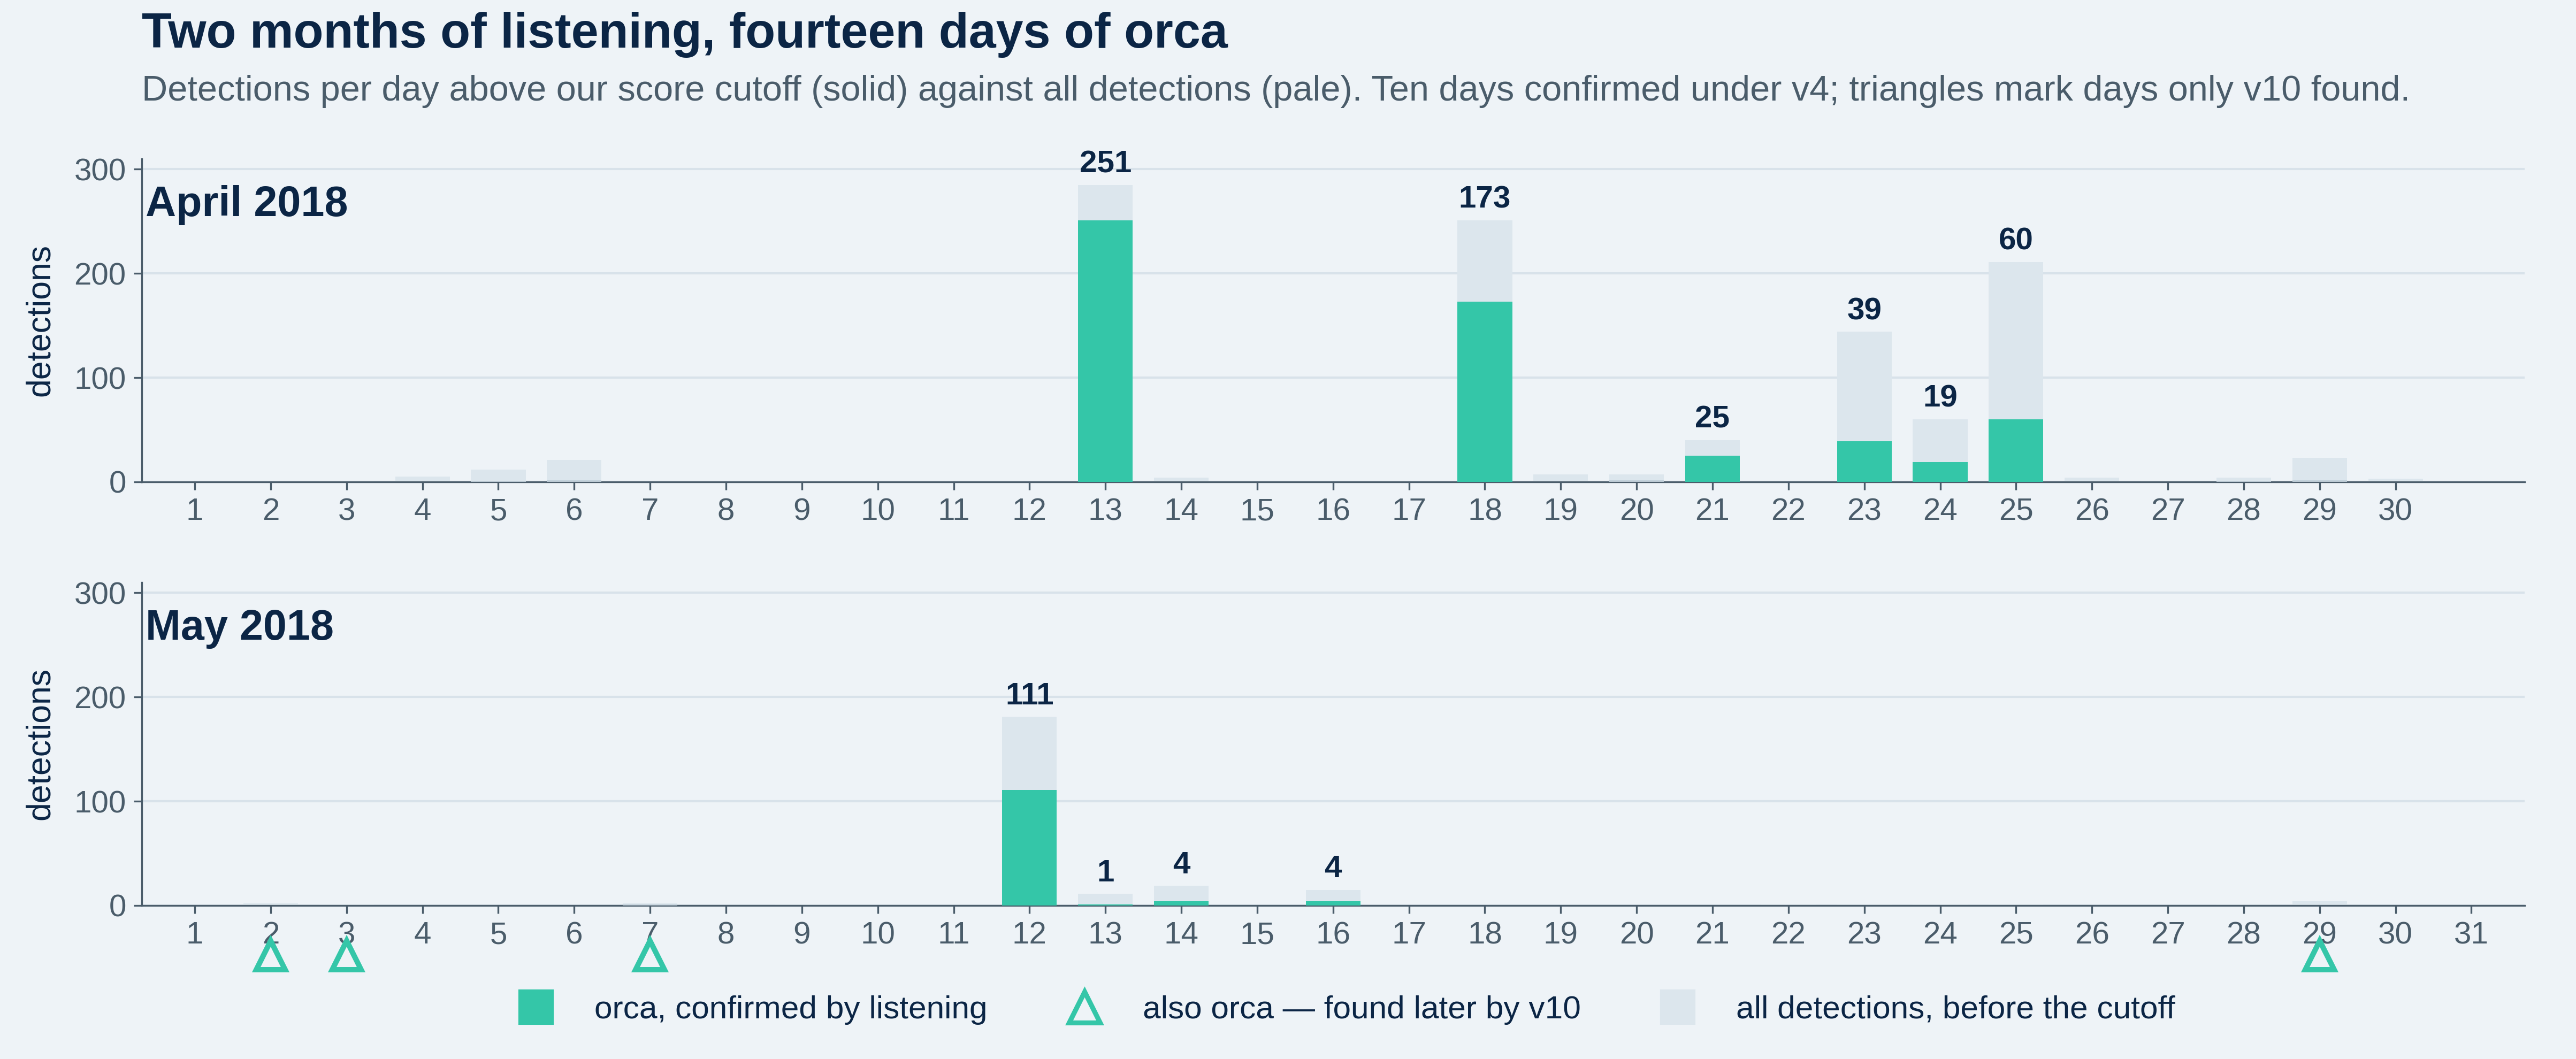 Two months of listening, fourteen days of orca
Detections per day above our score cutoff (solid) against all detections (pale). Ten days confirmed under v4; triangles mark days only v10 found.
300
200
100
0
detections
April 2018
251
173
25
39
19
60
1 2 3 4 5 6 7 8 9 10 11 12 13 14 15 16 17 18 19 20 21 22 23 24 25 26 27 28 29 30
300
200
100
0
detections
May 2018
111
1
4
4
1 2 3 4 5 6 7 8 9 10 11 12 13 14 15 16 17 18 19 20 21 22 23 24 25 26 27 28 29 30 31
orca, confirmed by listening
also orca — found later by v10
all detections, before the cutoff